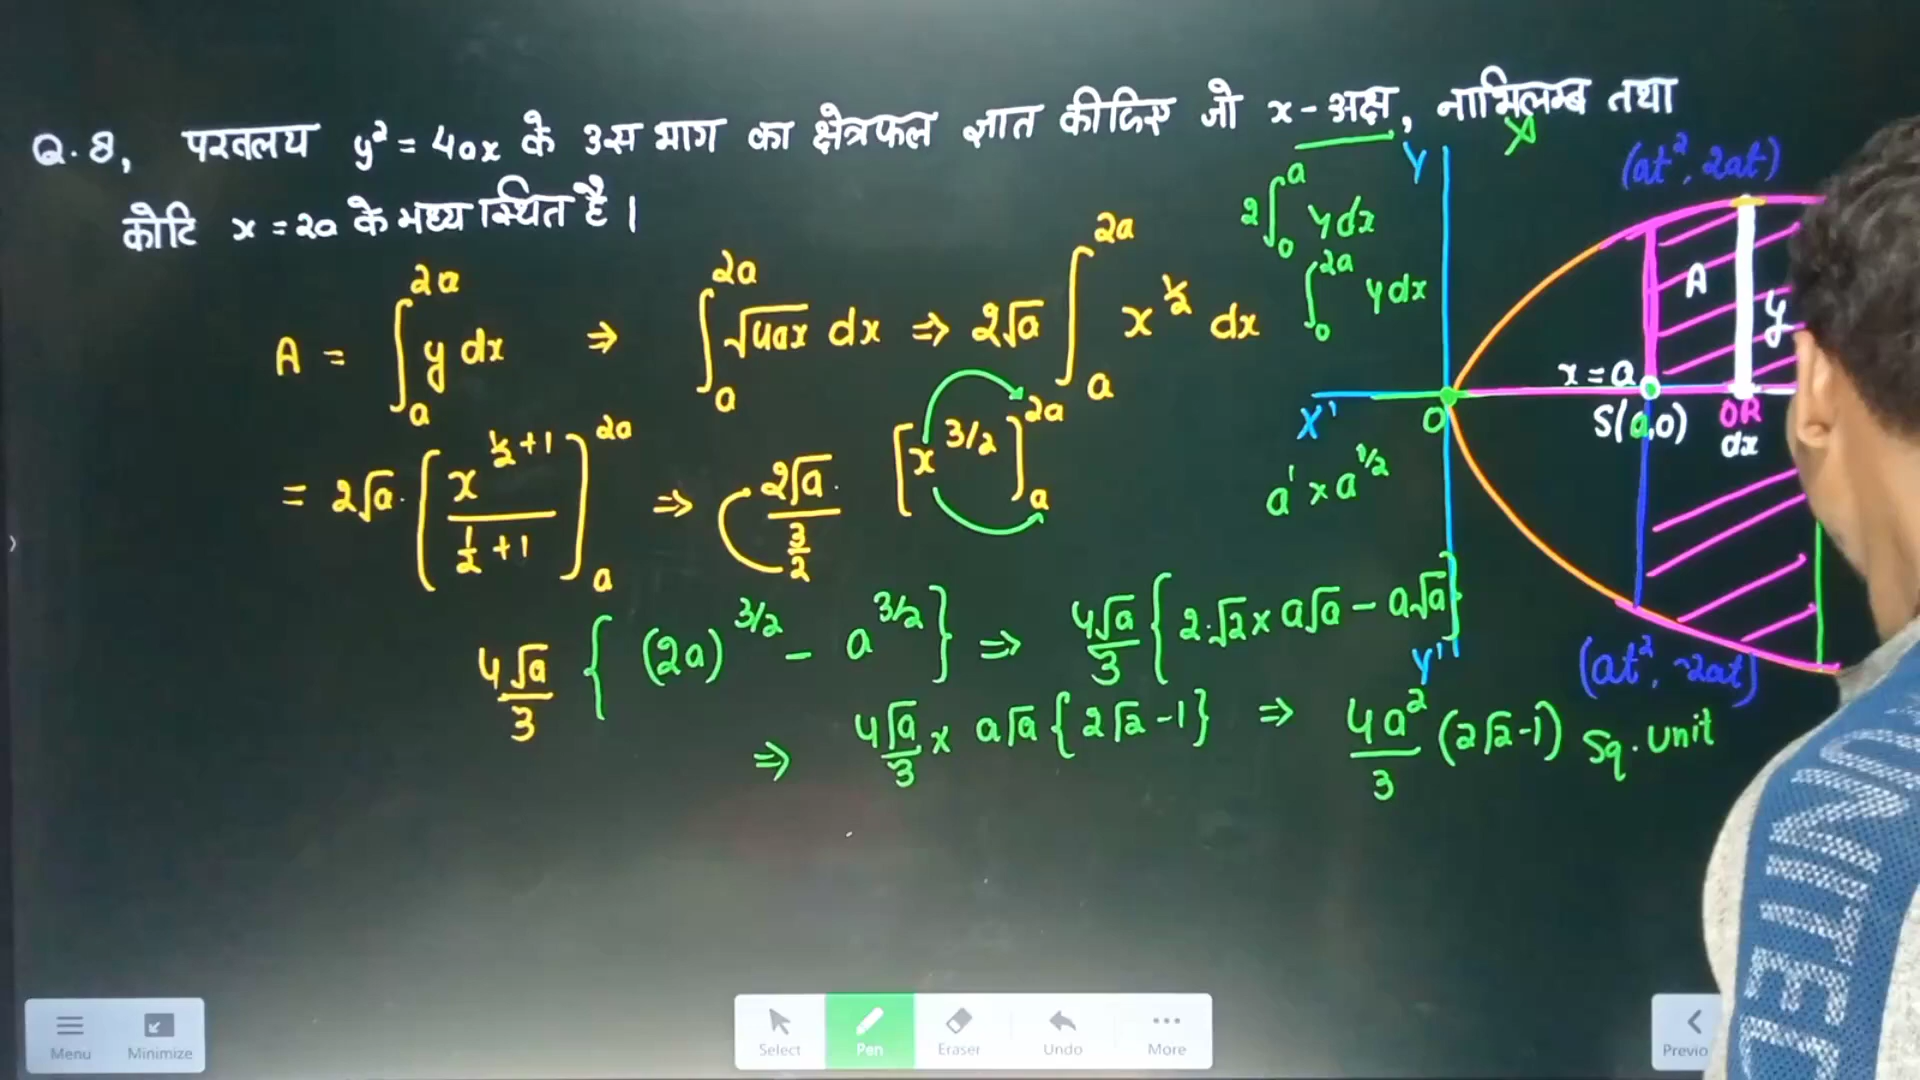 Q.8, परवलय y² = 4ax के उस भाग का क्षेत्रफल ज्ञात कीजिए जो x-अक्ष, नाभिलम्ब तथा
कोटि x = 2a के मध्य स्थित है।
A = ∫ₐ²ᵃ y dx ⇒ ∫ₐ²ᵃ √4ax dx ⇒ 2√a ∫ₐ²ᵃ x^½ dx
= 2√a. [x^(½+1) / (½+1)]ₐ²ᵃ ⇒ 2√a / (3/2) [x^3/2]ₐ²ᵃ
4√a/3 { (2a)^3/2 - a^3/2 } ⇒ 4√a/3 { 2.√2 × a√a - a√a }
⇒ 4√a/3 × a√a {2√2-1} ⇒ 4a²/3 (2√2-1) Sq. unit
2∫₀ᵃ y dx
∫₀²ᵃ y dx
a¹ × a^1/2
Y
(at², 2at)
A
y
x = a
X'
O
S(a,0)
OR
dx
Y'
(at², -2at)
UNITED
Menu
Minimize
Select
Pen
Eraser
Undo
More
Previo